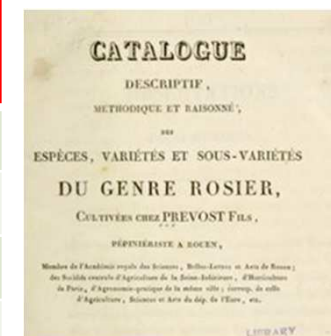 CATALOGUE
DESCRIPTIF,
MÉTHODIQUE ET RAISONNÉ,
DES
ESPÈCES, VARIÉTÉS ET SOUS-VARIÉTÉS
DU GENRE ROSIER,
CULTIVÉES CHEZ PREVOST FILS,
PÉPINIÉRISTE A ROUEN,
Membre de l'Académie royale des Sciences, Belles-Lettres et Arts de Rouen;
des Sociétés centrale d'Agriculture de la Seine-Inférieure, d'Horticulture
de Paris, d'Agronomie-pratique de la même ville; corresp. de celle
d'Agriculture, Sciences et Arts du dép. de l'Eure, etc.
LIBRARY